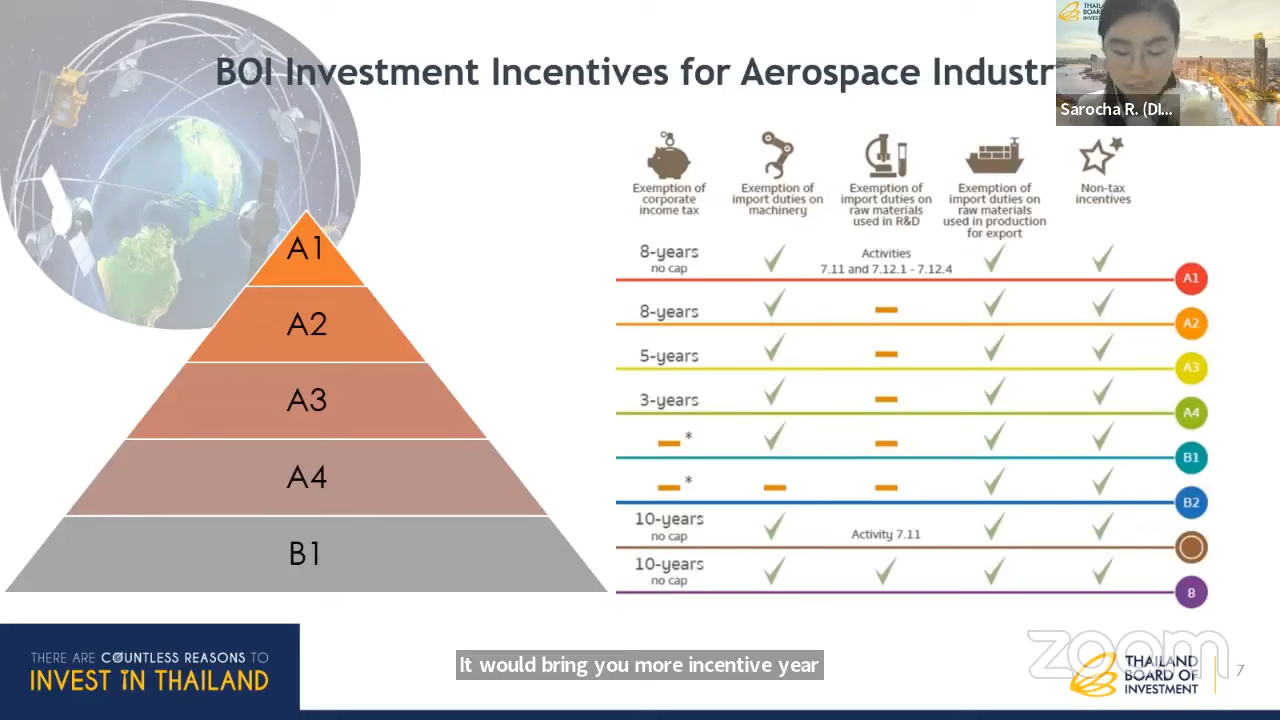 BOI Investment Incentives for Aerospace Industr
THAILAND
BOARD
INVEST
Sarocha R. (DI...
A1
A2
A3
A4
B1
Exemption of
corporate
income tax
Exemption of
import duties on
machinery
Exemption of
import duties on
raw materials
used in R&D
Exemption of
import duties on
raw materials
used in production
for export
Non-tax
incentives
8-years
no cap
Activities
7.11 and 7.12.1 - 7.12.4
A1
8-years
A2
5-years
A3
3-years
A4
*
B1
*
B2
10-years
no cap
Activity 7.11
10-years
no cap
8
THERE ARE COUNTLESS REASONS TO
INVEST IN THAILAND
It would bring you more incentive year
zoom
THAILAND
BOARD OF
INVESTMENT
7